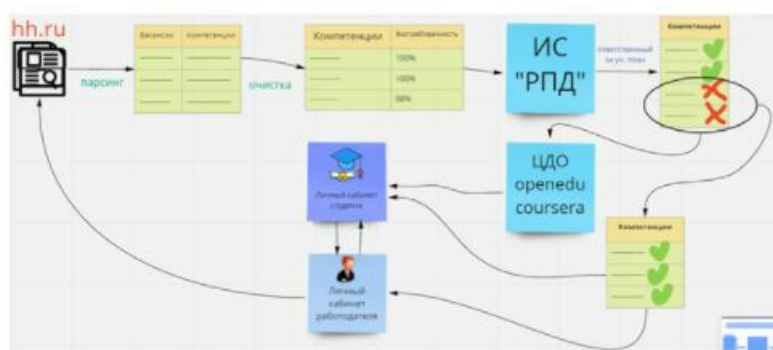 hh.ru
парсинг
Вакансии
Компетенции
очистка
Компетенции
Востребованность
100%
100%
98%
ИС
"РПД"
ответственный
за уч. план
Компетенции
ЦДО
openedu
coursera
Личный кабинет
студента
Личный
кабинет
работодателя
Компетенции